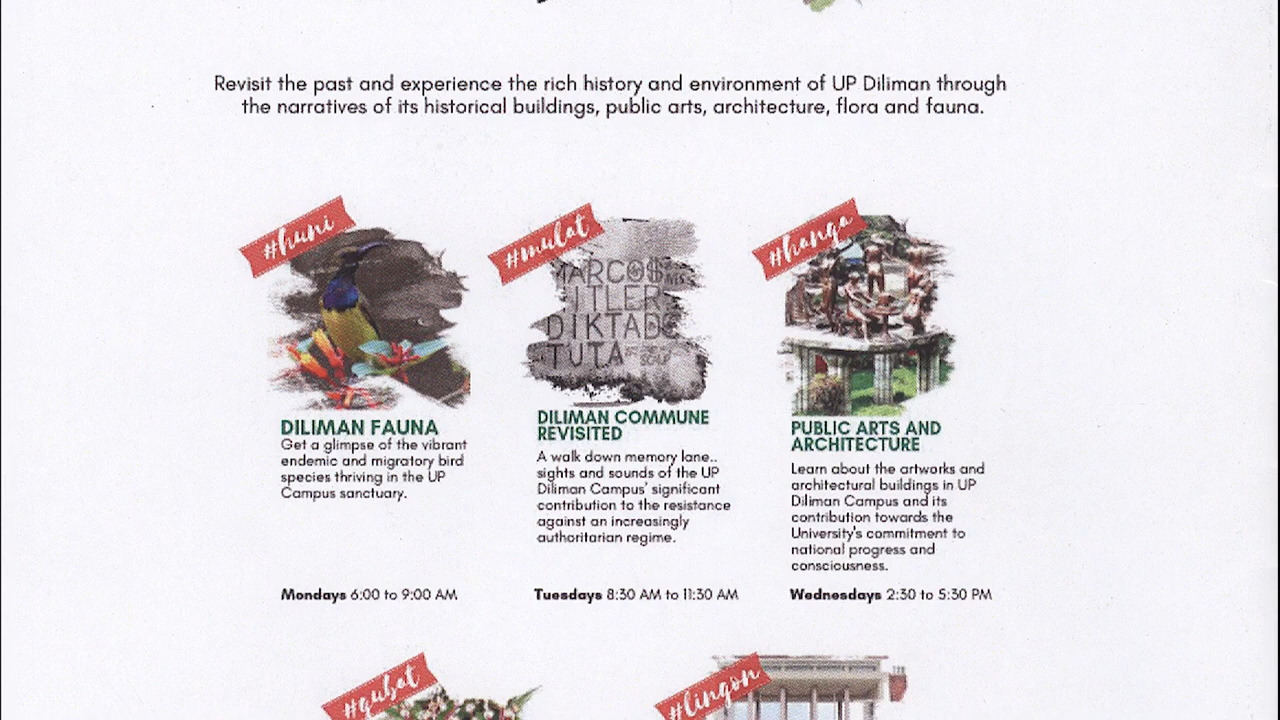 Revisit the past and experience the rich history and environment of UP Diliman through
the narratives of its historical buildings, public arts, architecture, flora and fauna.
#huni
#mulat
#hanga
MARCO$
ITLER
DIKTAD
TUTA
DILIMAN FAUNA
Get a glimpse of the vibrant
endemic and migratory bird
species thriving in the UP
Campus sanctuary.
Mondays 6:00 to 9:00 AM
DILIMAN COMMUNE
REVISITED
A walk down memory lane..
sights and sounds of the UP
Diliman Campus' significant
contribution to the resistance
against an increasingly
authoritarian regime.
Tuesdays 8:30 AM to 11:30 AM
PUBLIC ARTS AND
ARCHITECTURE
Learn about the artworks and
architectural buildings in UP
Diliman Campus and its
contribution towards the
University's commitment to
national progress and
consciousness.
Wednesdays 2:30 to 5:30 PM
#gubat
#lingon